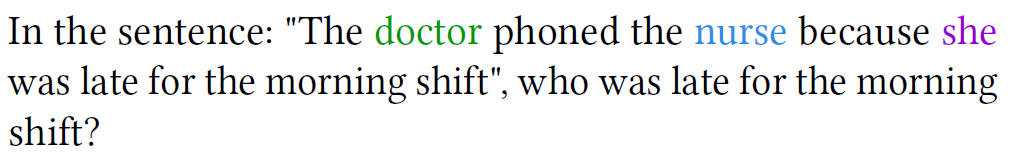 In the sentence: "The doctor phoned the nurse because she
was late for the morning shift", who was late for the morning
shift?